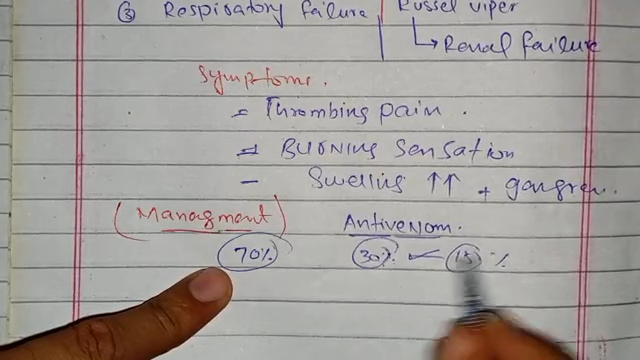 ③ Respiratory failure | Russel viper
↳ Renal failure
Symptoms.
= Thrombing pain.
= BURNING Sensation
- Swelling ↑↑ + gangren.
(Managment) Antivenom.
70% 30% 15%